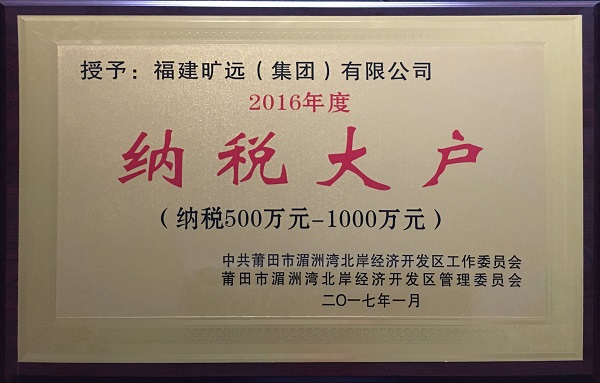 授予：福建旷远（集团）有限公司
2016年度
纳税大户
（纳税500万元-1000万元）
中共莆田市湄洲湾北岸经济开发区工作委员会
莆田市湄洲湾北岸经济开发区管理委员会
二〇一七年一月